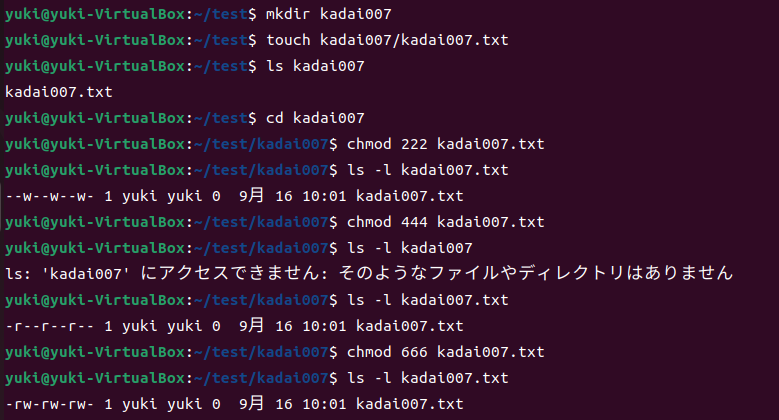 yuki@yuki-VirtualBox:~/test$ mkdir kadai007
yuki@yuki-VirtualBox:~/test$ touch kadai007/kadai007.txt
yuki@yuki-VirtualBox:~/test$ ls kadai007
kadai007.txt
yuki@yuki-VirtualBox:~/test$ cd kadai007
yuki@yuki-VirtualBox:~/test/kadai007$ chmod 222 kadai007.txt
yuki@yuki-VirtualBox:~/test/kadai007$ ls -l kadai007.txt
--w--w--w- 1 yuki yuki 0  9月 16 10:01 kadai007.txt
yuki@yuki-VirtualBox:~/test/kadai007$ chmod 444 kadai007.txt
yuki@yuki-VirtualBox:~/test/kadai007$ ls -l kadai007
ls: 'kadai007' にアクセスできません: そのようなファイルやディレクトリはありません
yuki@yuki-VirtualBox:~/test/kadai007$ ls -l kadai007.txt
-r--r--r-- 1 yuki yuki 0  9月 16 10:01 kadai007.txt
yuki@yuki-VirtualBox:~/test/kadai007$ chmod 666 kadai007.txt
yuki@yuki-VirtualBox:~/test/kadai007$ ls -l kadai007.txt
-rw-rw-rw- 1 yuki yuki 0  9月 16 10:01 kadai007.txt